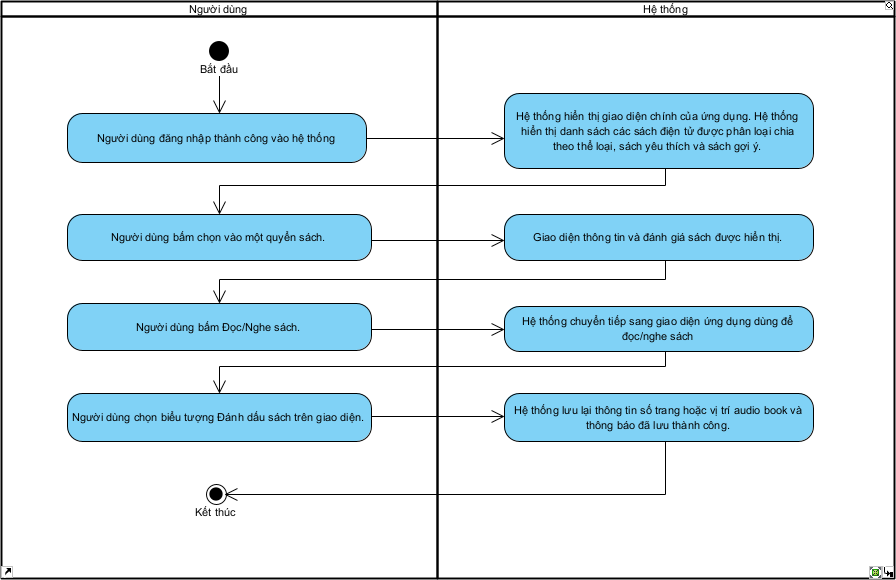 Người dùng
Hệ thống
Bắt đầu
Người dùng đăng nhập thành công vào hệ thống
Hệ thống hiển thị giao diện chính của ứng dụng. Hệ thống
hiển thị danh sách các sách điện tử được phân loại chia
theo thể loại, sách yêu thích và sách gợi ý.
Người dùng bấm chọn vào một quyển sách.
Giao diện thông tin và đánh giá sách được hiển thị.
Người dùng bấm Đọc/Nghe sách.
Hệ thống chuyển tiếp sang giao diện ứng dụng dùng để
đọc/nghe sách
Người dùng chọn biểu tượng Đánh dấu sách trên giao diện.
Hệ thống lưu lại thông tin số trang hoặc vị trí audio book và
thông báo đã lưu thành công.
Kết thúc